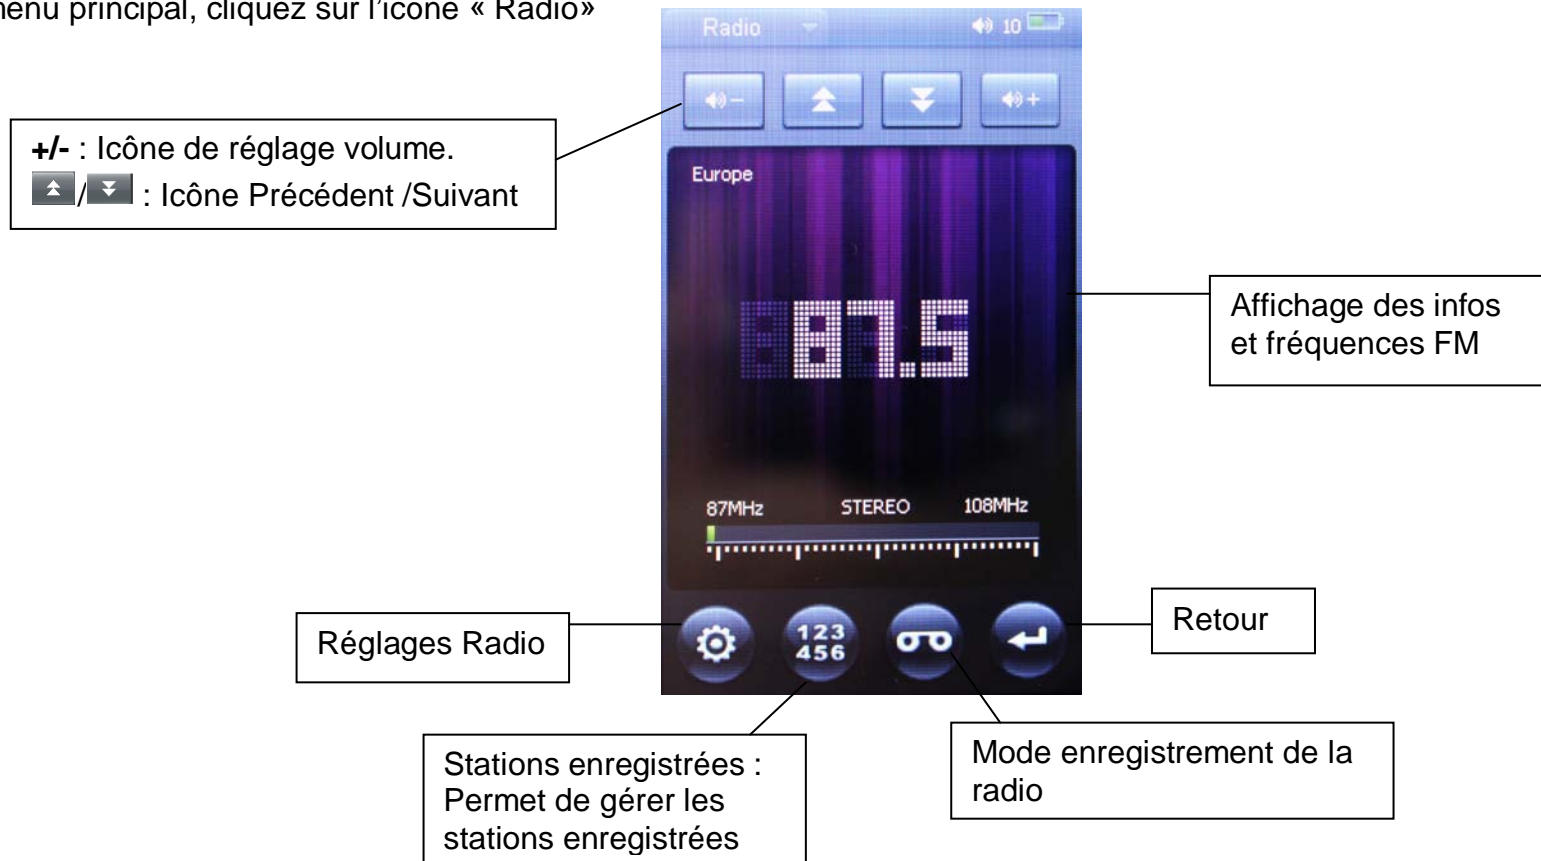 menu principal, cliquez sur l'icône « Radio»
Radio
10
+/- : Icône de réglage volume.
/ : Icône Précédent /Suivant
Europe
87.5
Affichage des infos
et fréquences FM
87MHz STEREO 108MHz
Réglages Radio
123
456
Retour
Stations enregistrées :
Permet de gérer les
stations enregistrées
Mode enregistrement de la
radio